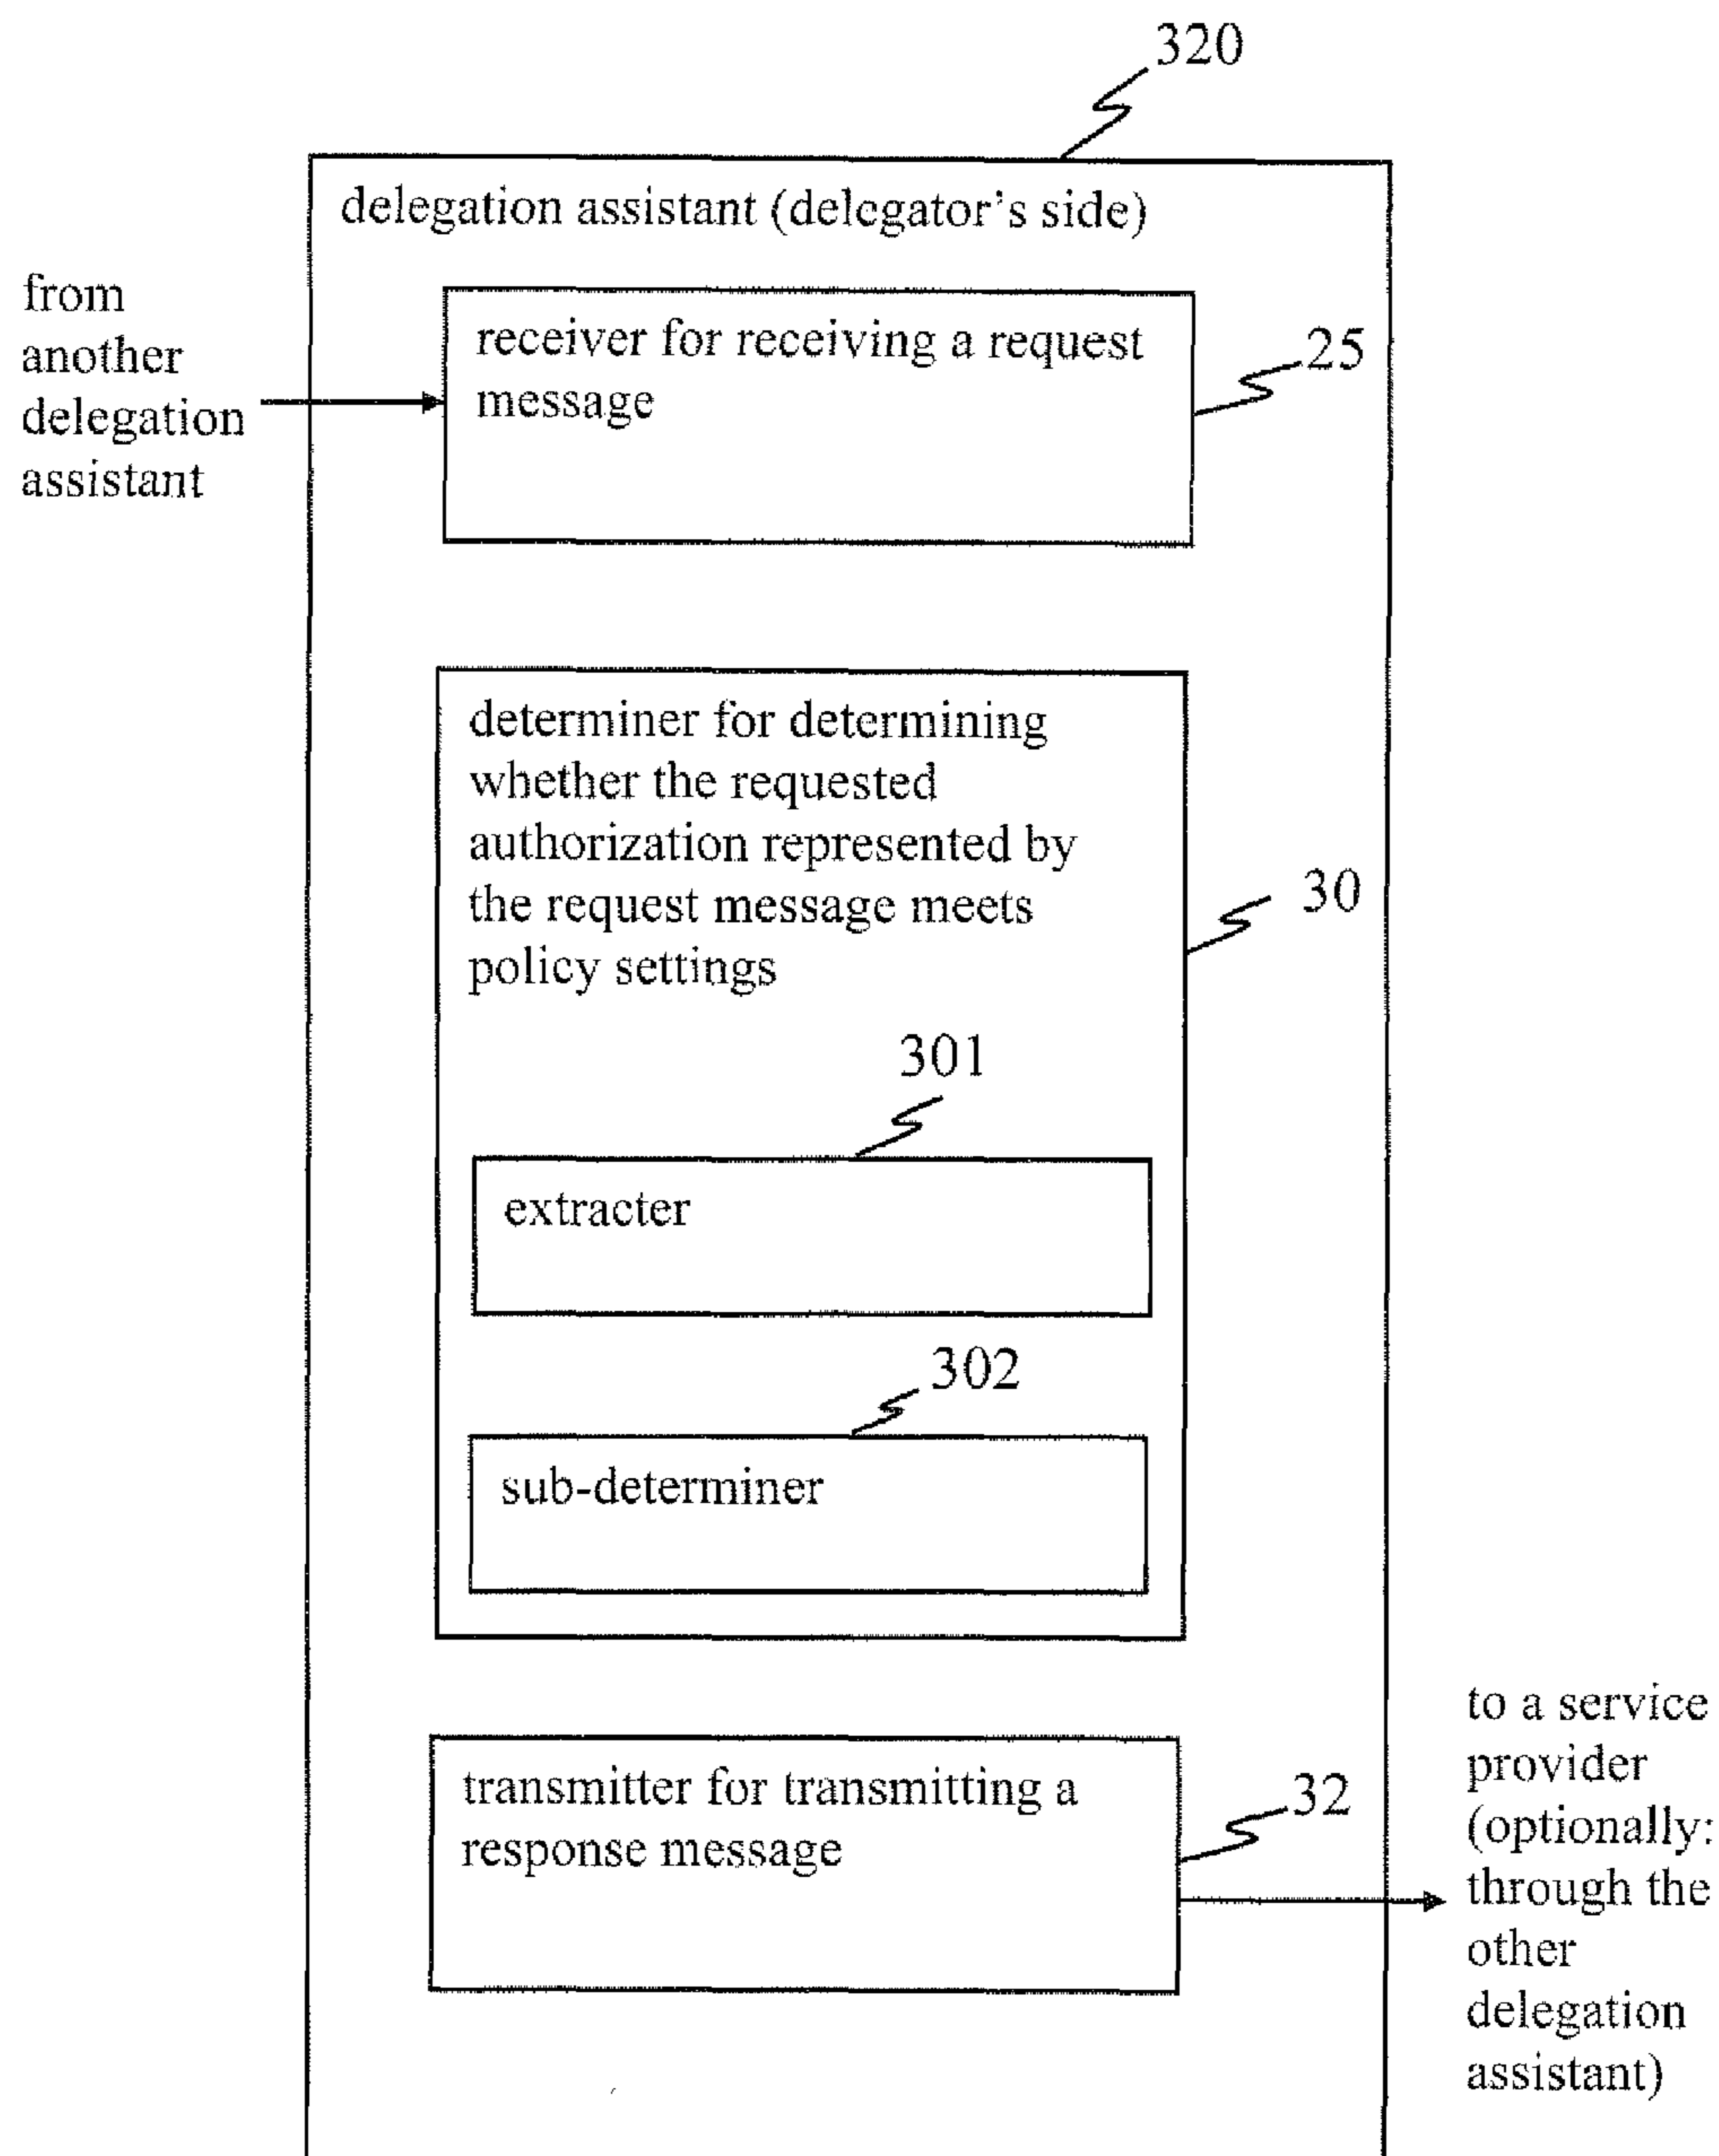 320
delegation assistant (delegator's side)
from
another
delegation
assistant
receiver for receiving a request
message
25
determiner for determining
whether the requested
authorization represented by
the request message meets
policy settings
30
301
extracter
302
sub-determiner
transmitter for transmitting a
response message
32
to a service
provider
(optionally:
through the
other
delegation
assistant)